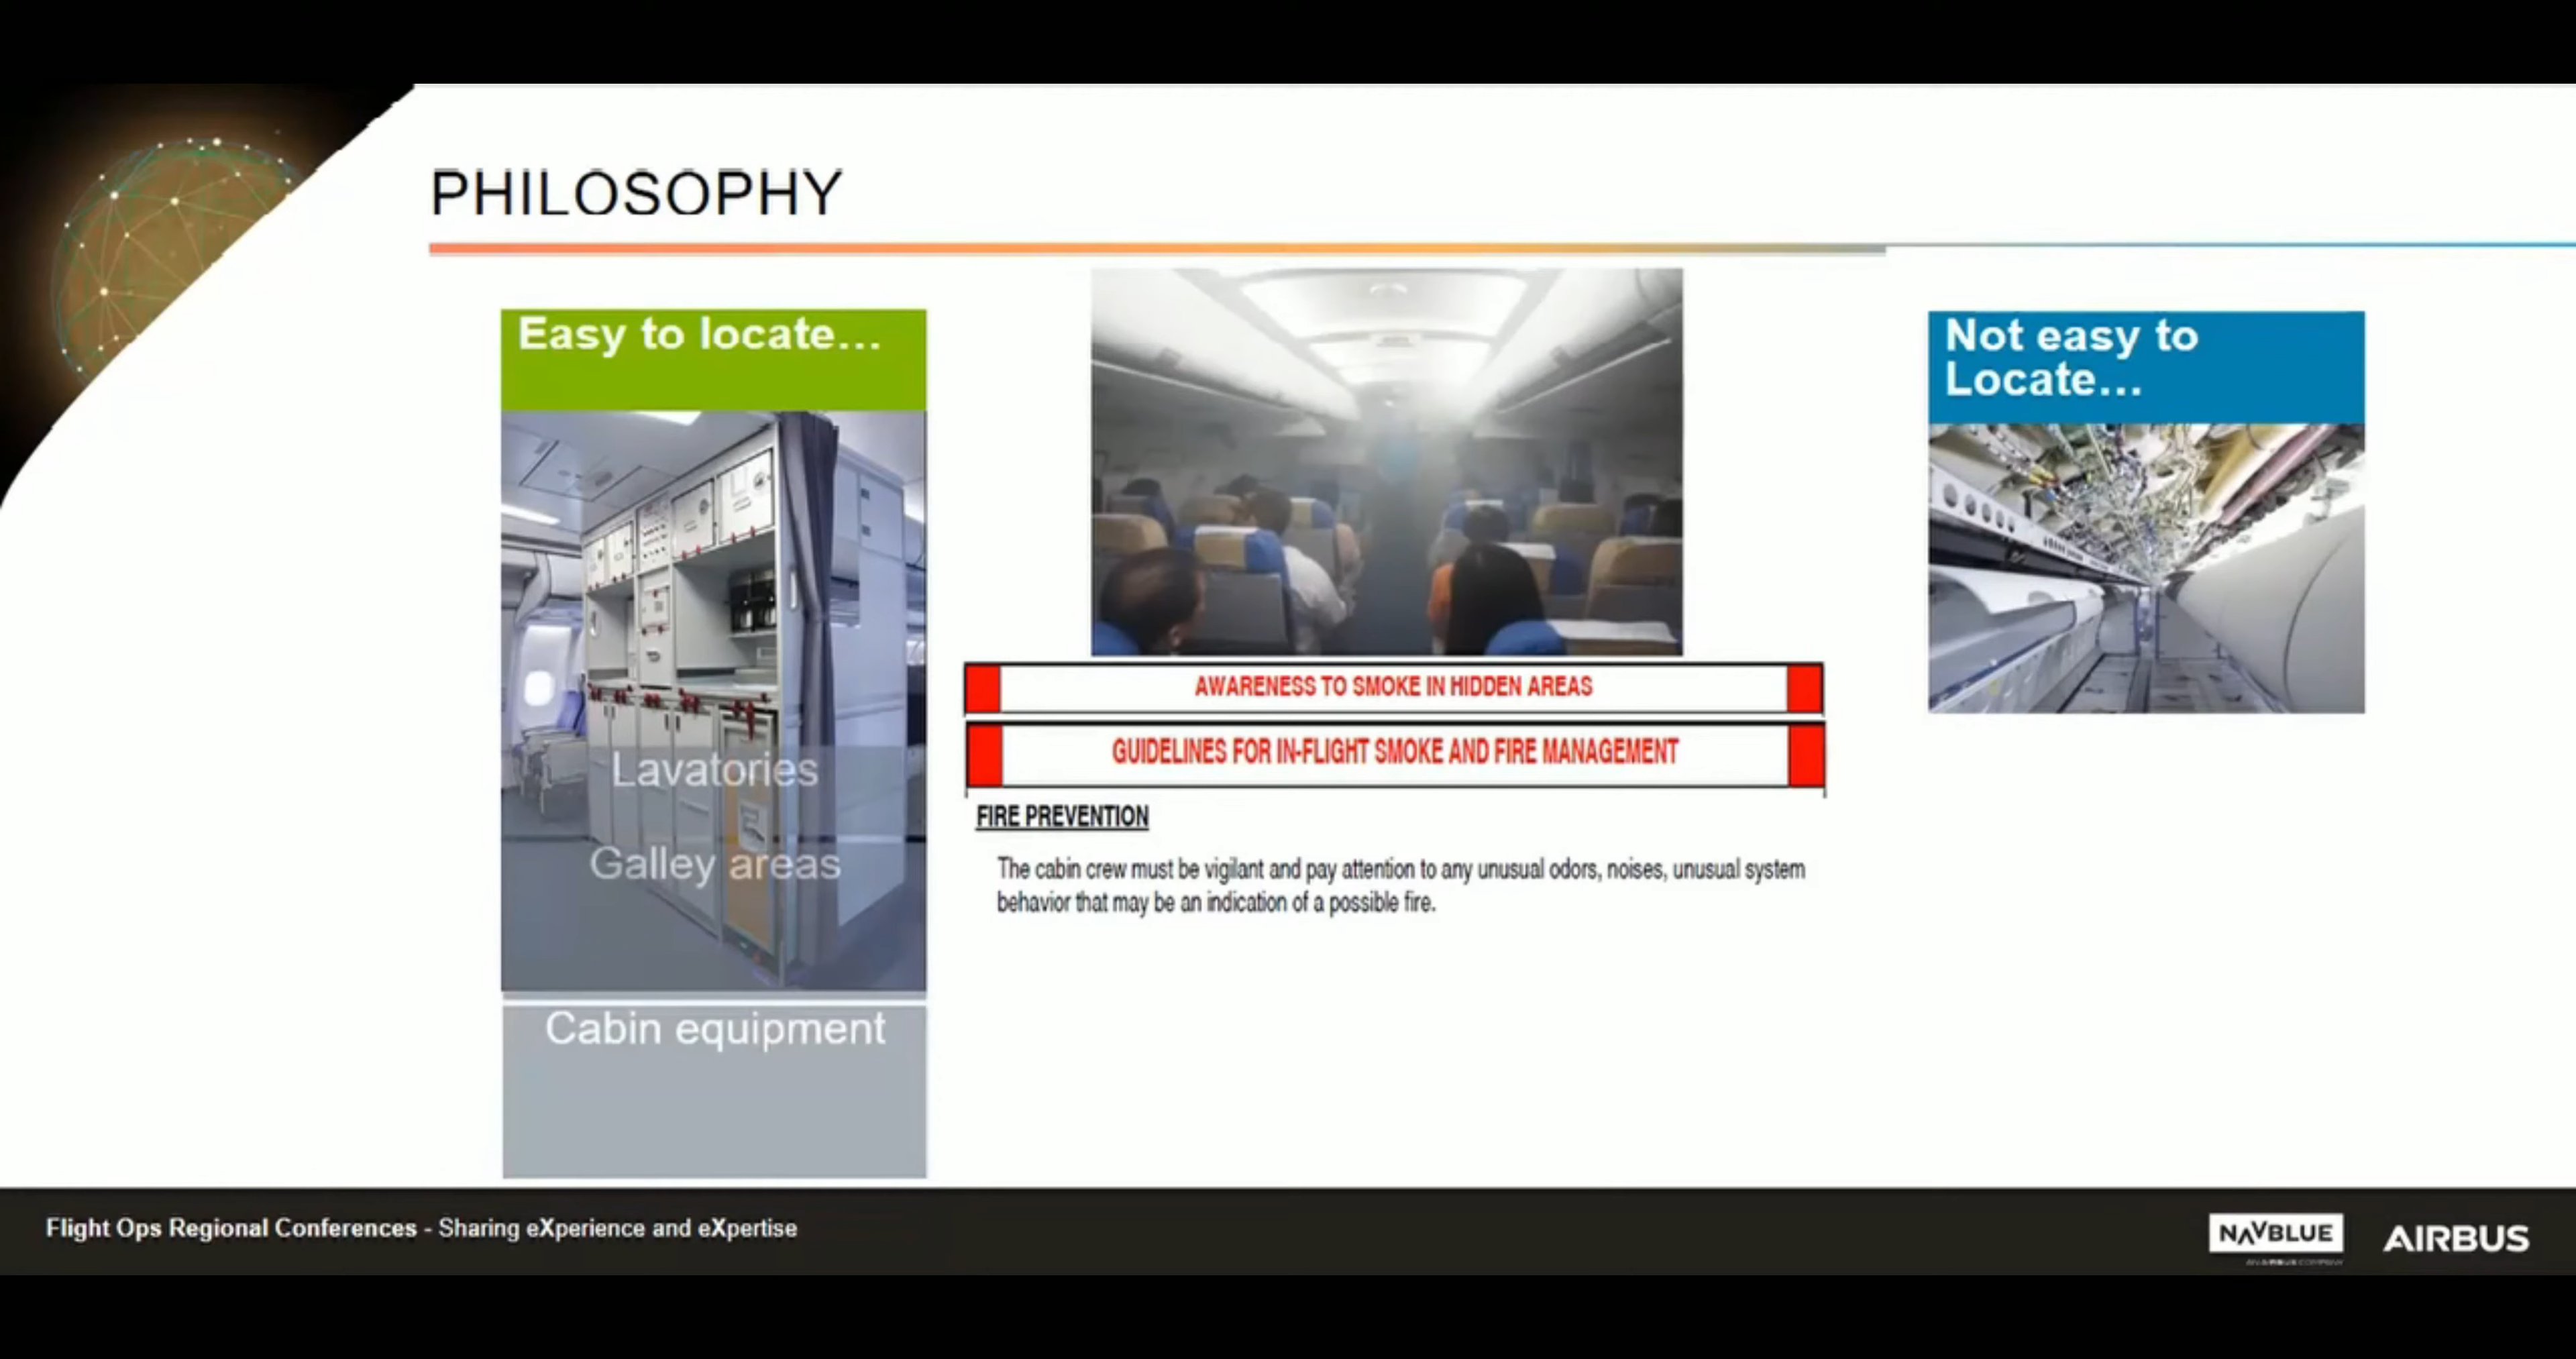 PHILOSOPHY
Easy to locate...
Lavatories
Galley areas
Cabin equipment
AWARENESS TO SMOKE IN HIDDEN AREAS
GUIDELINES FOR IN-FLIGHT SMOKE AND FIRE MANAGEMENT
FIRE PREVENTION
The cabin crew must be vigilant and pay attention to any unusual odors, noises, unusual system
behavior that may be an indication of a possible fire.
Not easy to
Locate...
Flight Ops Regional Conferences - Sharing eXperience and eXpertise
NAVBLUE
AN AIRBUS COMPANY
AIRBUS